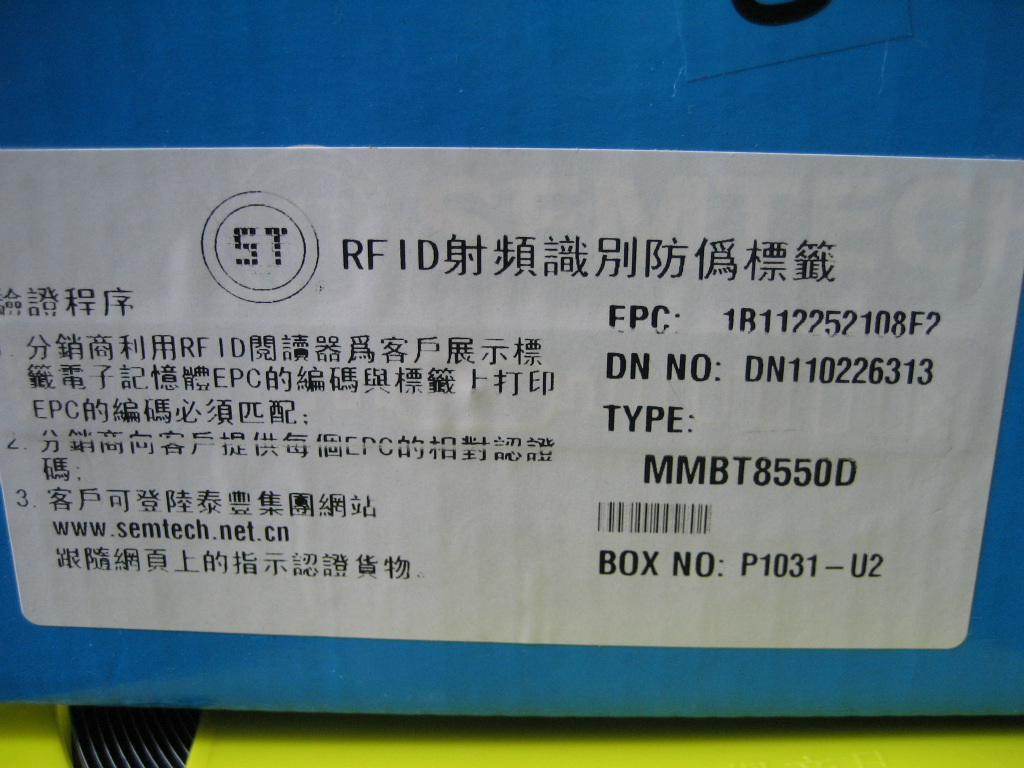 ST
RFID射頻識別防僞標籤
驗證程序
分銷商利用RFID閱讀器爲客戶展示標
籤電子記憶體EPC的編碼與標籤上打印
EPC的編碼必須匹配;
2. 分銷商向客戶提供每個EPC的相對認證
碼;
3. 客戶可登陸泰豐集團網站
www.semtech.net.cn
跟隨網頁上的指示認證貨物。
EPC: 1B112252108F2
DN NO: DN110226313
TYPE:
MMBT8550D
BOX NO: P1031-U2